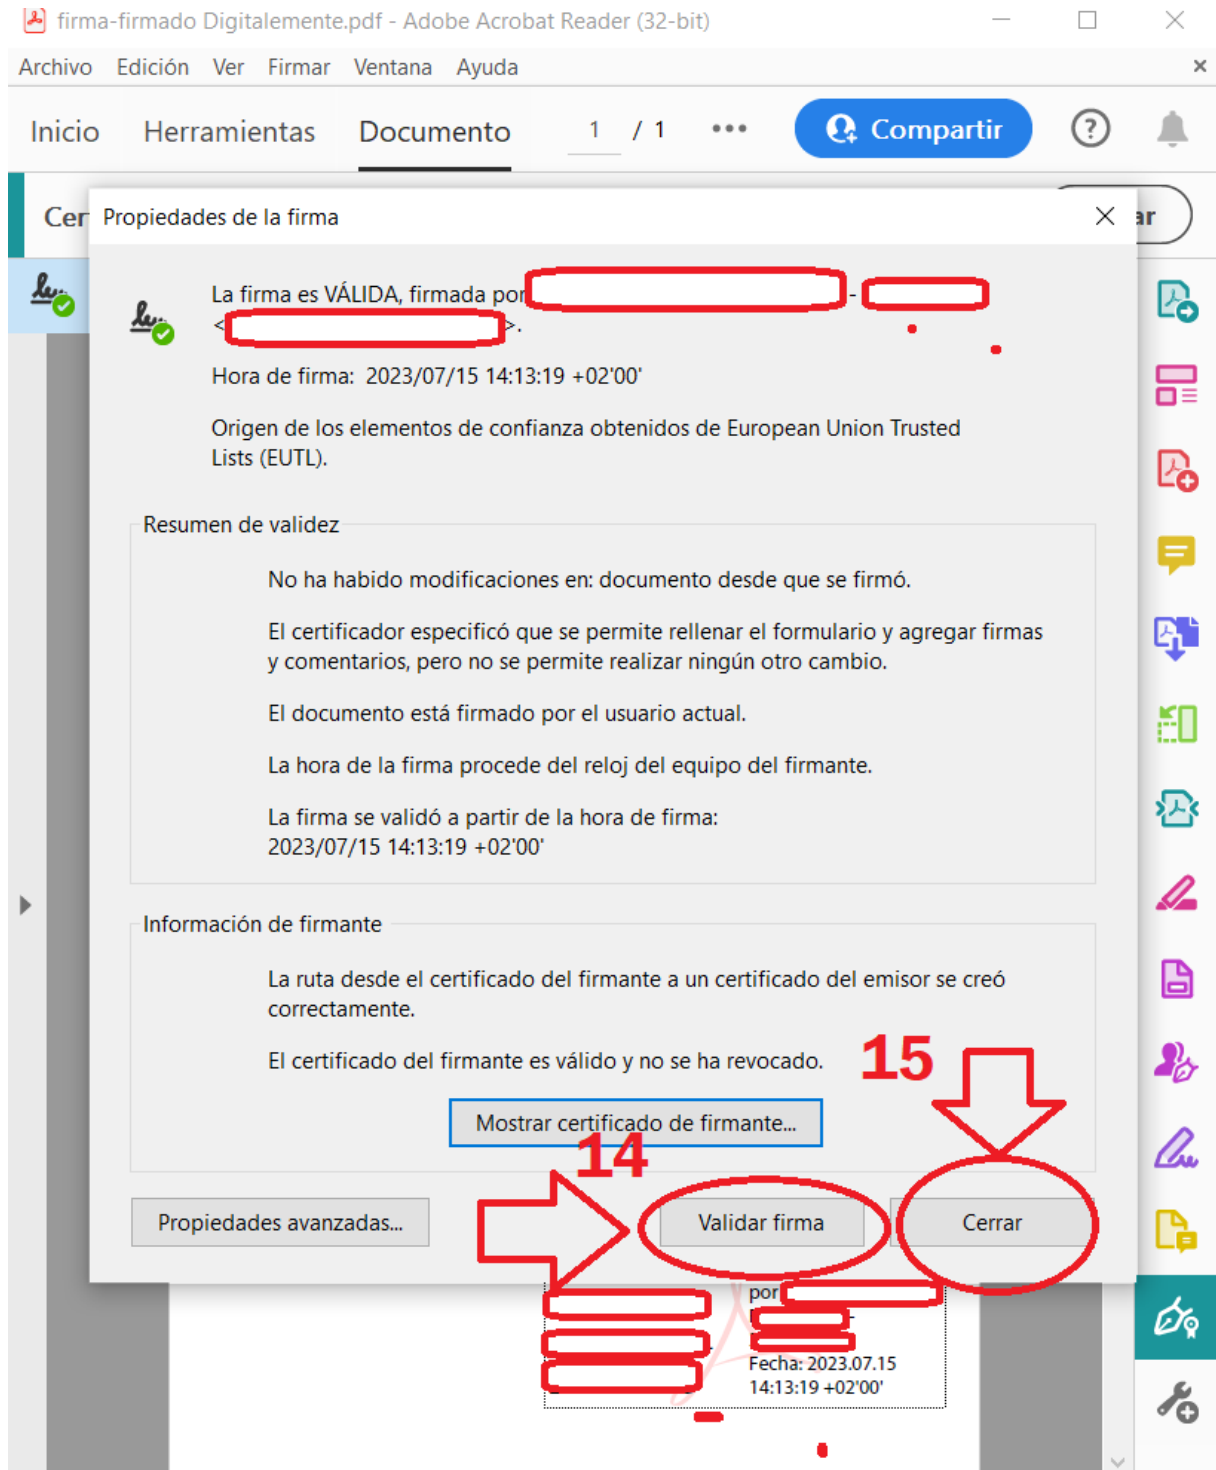 firma-firmado Digitalemente.pdf - Adobe Acrobat Reader (32-bit)
Archivo Edición Ver Firmar Ventana Ayuda
Inicio Herramientas Documento 1 / 1 Compartir
Cer
ar
Propiedades de la firma
La firma es VÁLIDA, firmada por -
< >.
Hora de firma: 2023/07/15 14:13:19 +02'00'
Origen de los elementos de confianza obtenidos de European Union Trusted
Lists (EUTL).
Resumen de validez
No ha habido modificaciones en: documento desde que se firmó.
El certificador especificó que se permite rellenar el formulario y agregar firmas
y comentarios, pero no se permite realizar ningún otro cambio.
El documento está firmado por el usuario actual.
La hora de la firma procede del reloj del equipo del firmante.
La firma se validó a partir de la hora de firma:
2023/07/15 14:13:19 +02'00'
Información de firmante
La ruta desde el certificado del firmante a un certificado del emisor se creó
correctamente.
El certificado del firmante es válido y no se ha revocado.
15
Mostrar certificado de firmante...
14
Propiedades avanzadas... Validar firma Cerrar
por
Fecha: 2023.07.15
14:13:19 +02'00'